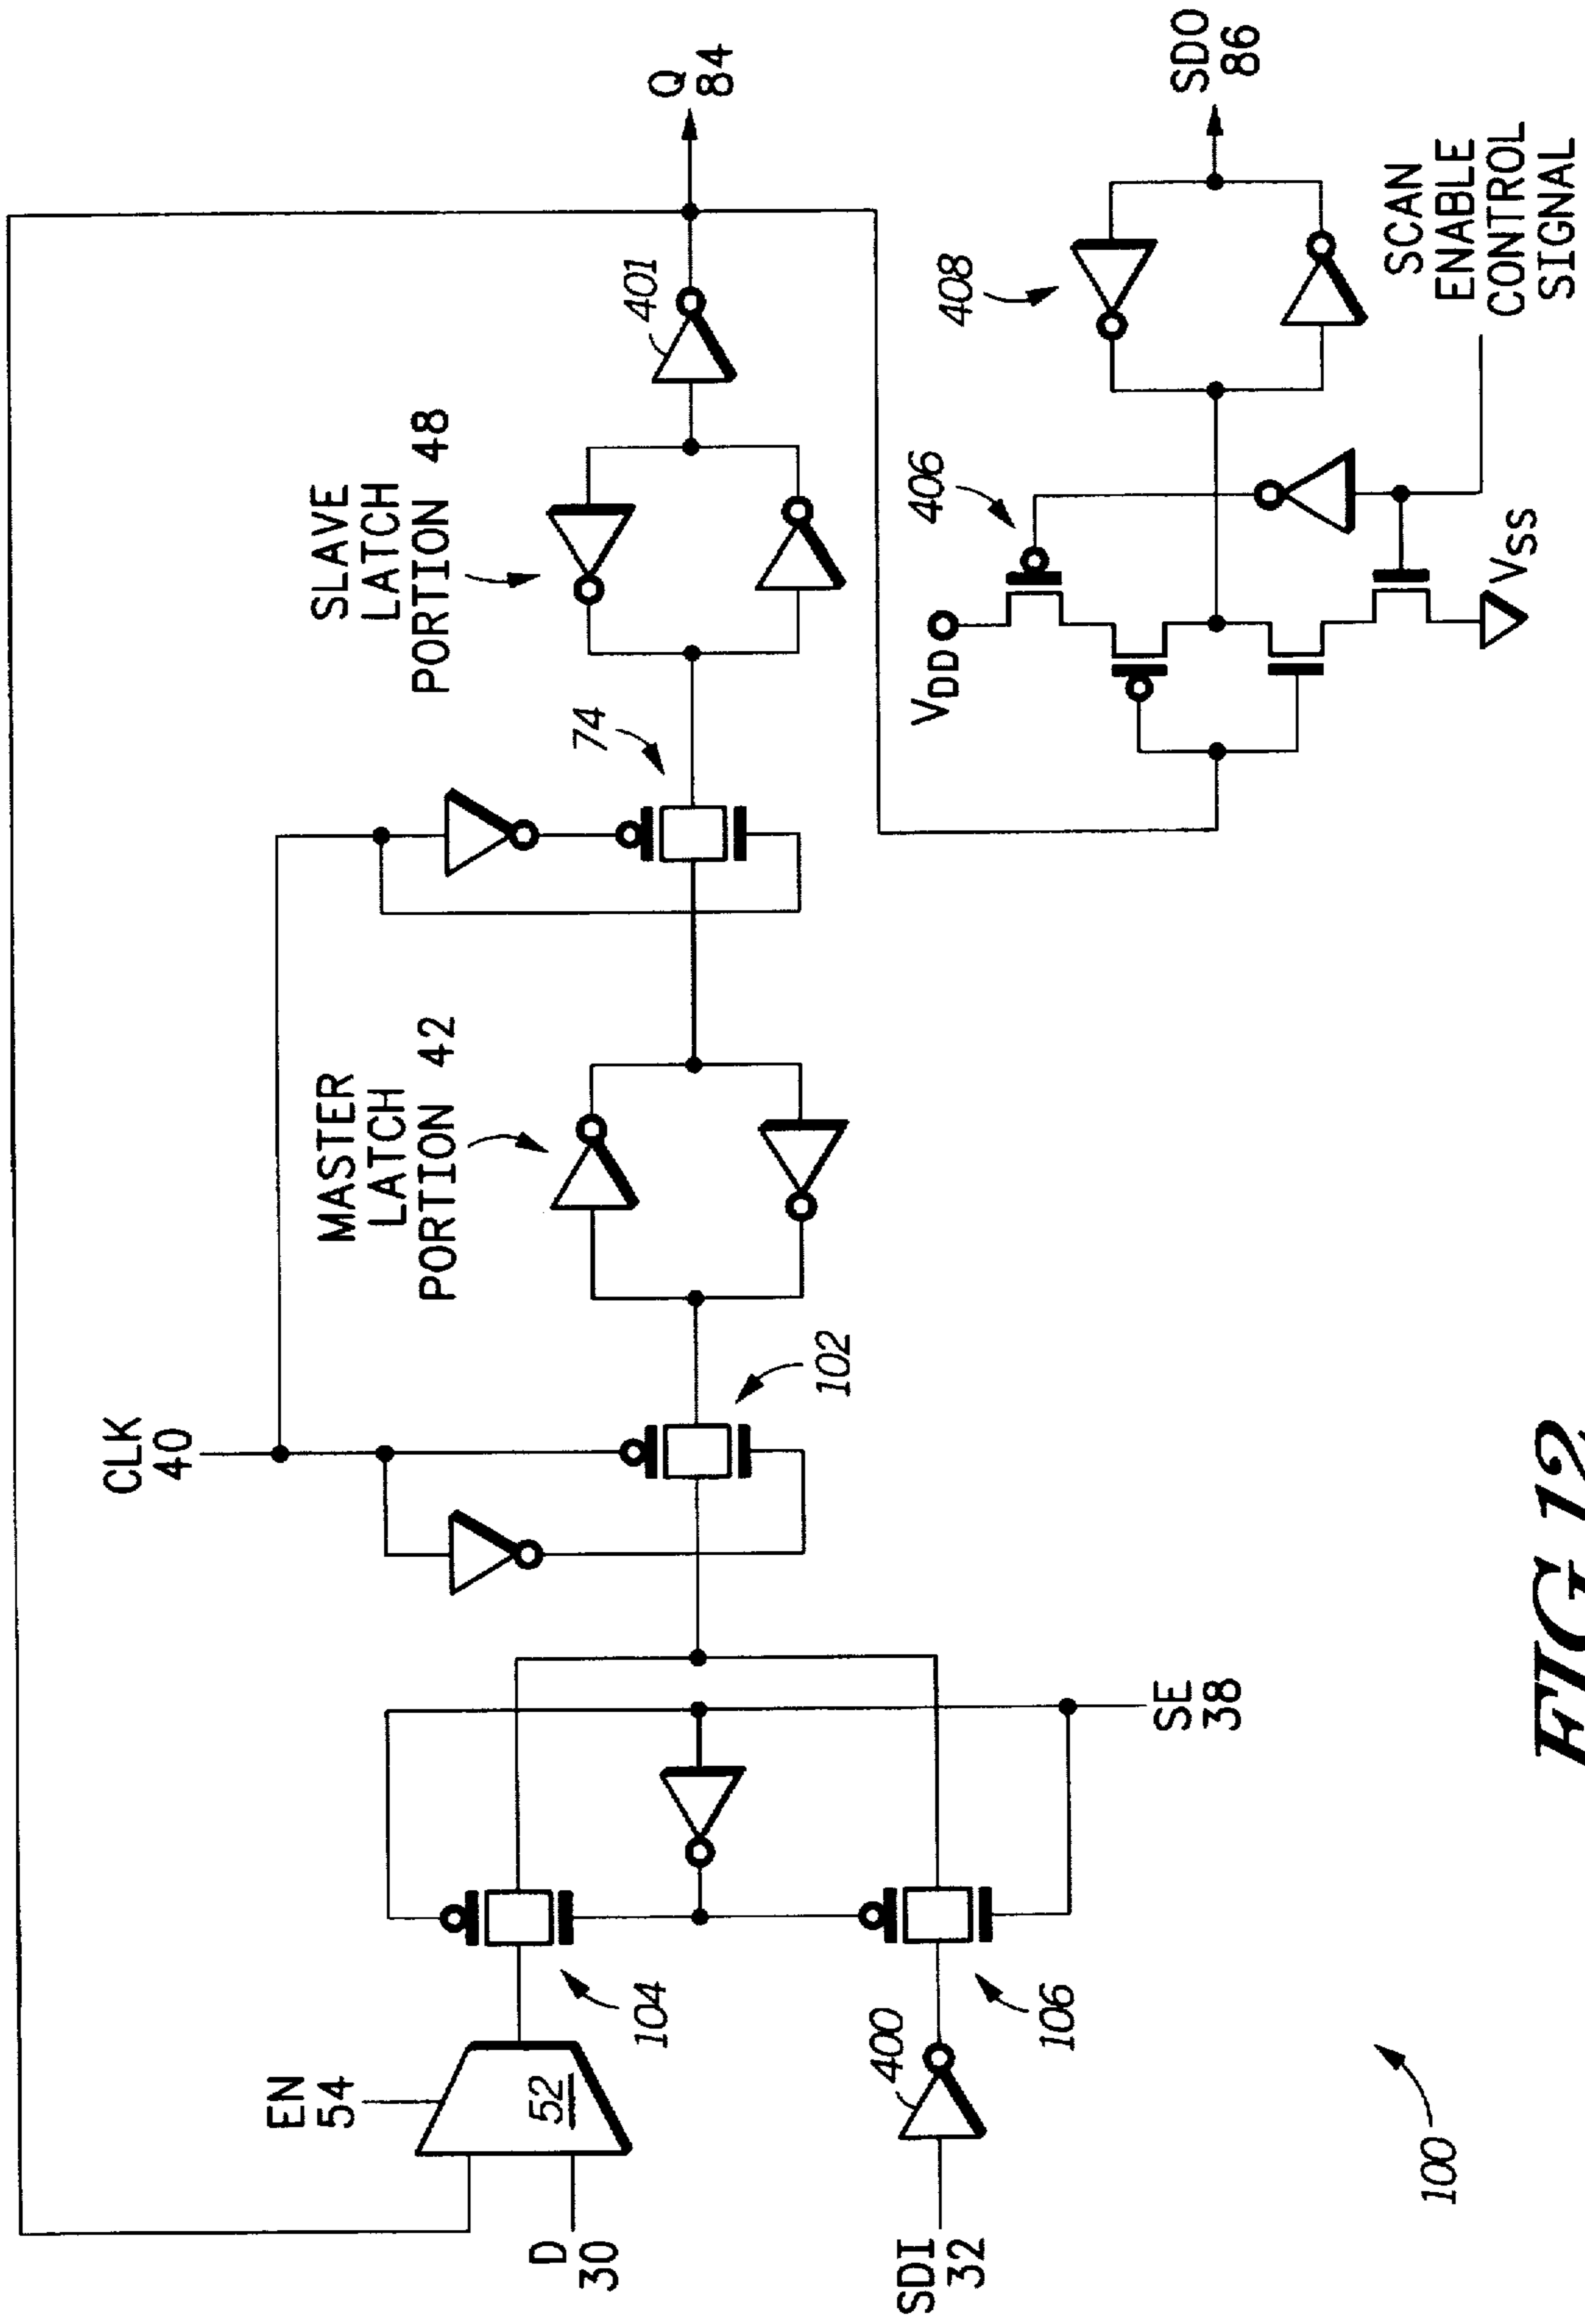 CLK
40
MASTER
LATCH
PORTION 42
SLAVE
LATCH
PORTION 48
EN
54
52
D
30
104
102
74
401
Q
84
SDI
32
400
106
SE
38
VDD
406
408
SDO
86
VSS
SCAN
ENABLE
CONTROL
SIGNAL
100
FIG.12